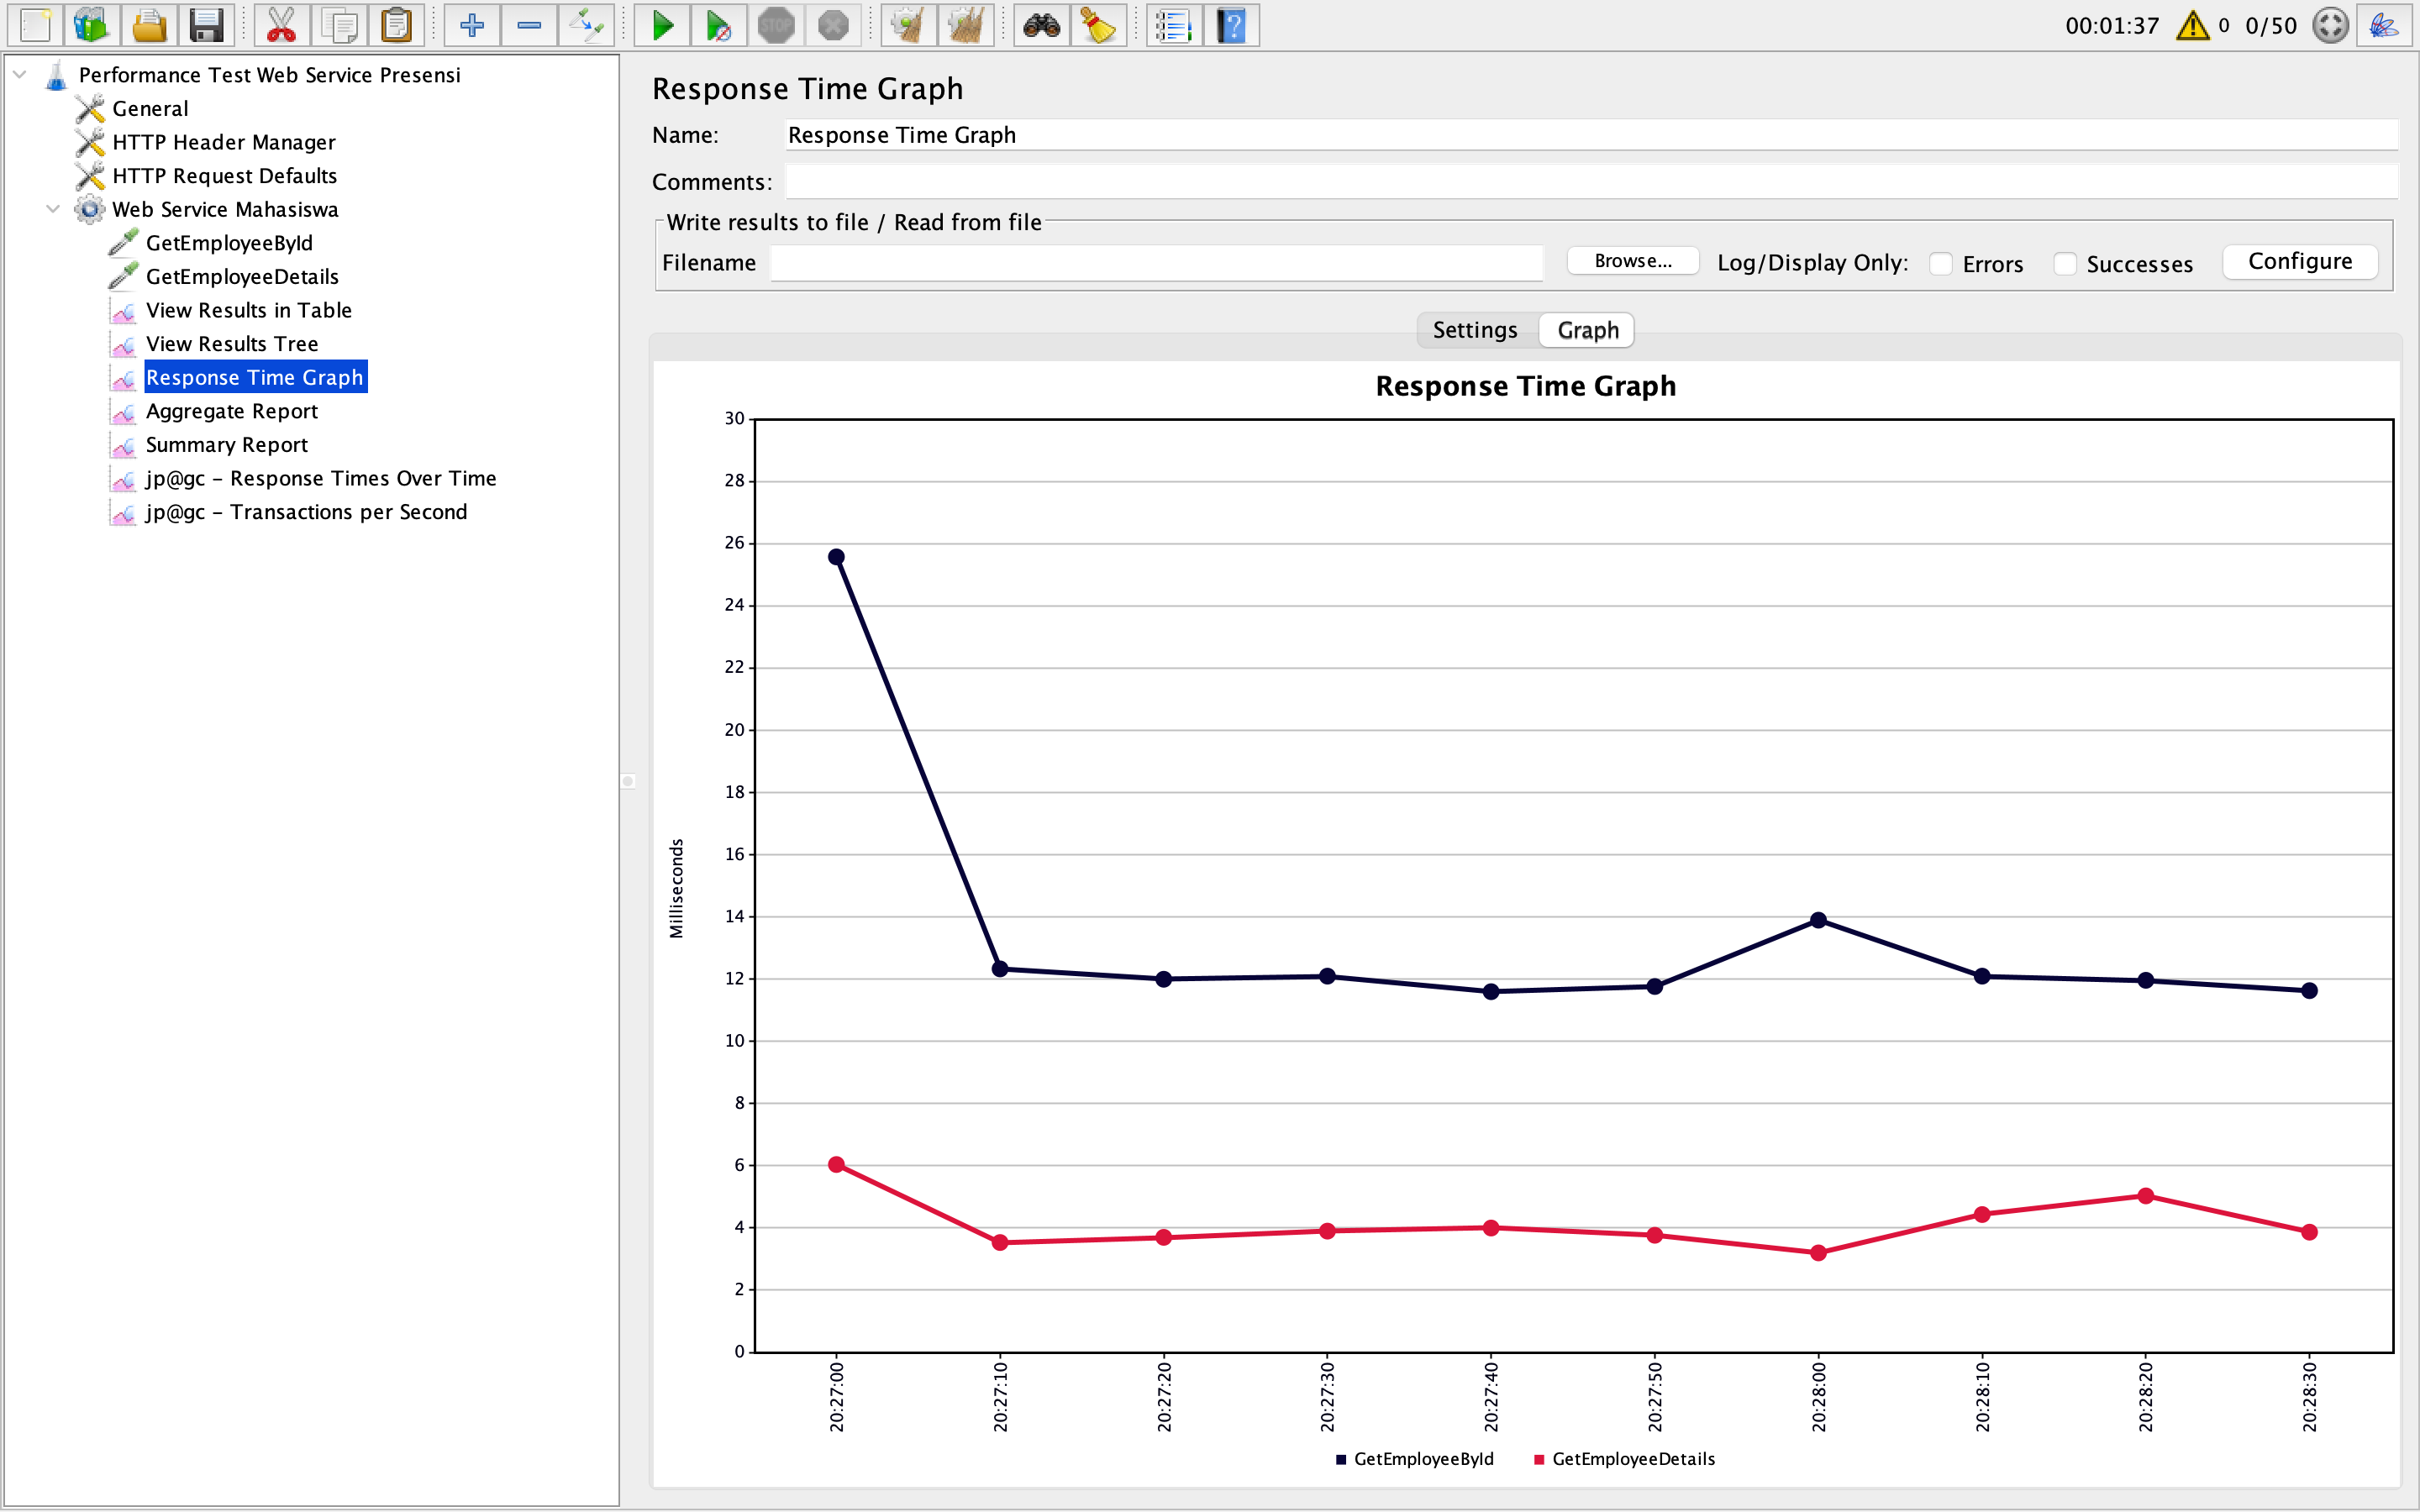 STOP
00:01:37 0 0/50
Performance Test Web Service Presensi
General
HTTP Header Manager
HTTP Request Defaults
Web Service Mahasiswa
GetEmployeeById
GetEmployeeDetails
View Results in Table
View Results Tree
Response Time Graph
Aggregate Report
Summary Report
jp@gc - Response Times Over Time
jp@gc - Transactions per Second
Response Time Graph
Name: Response Time Graph
Comments:
Write results to file / Read from file
Filename Browse... Log/Display Only: Errors Successes Configure
Settings Graph
Response Time Graph
30
28
26
24
22
20
18
16
14
12
10
8
6
4
2
0
Milliseconds
20:27:00
20:27:10
20:27:20
20:27:30
20:27:40
20:27:50
20:28:00
20:28:10
20:28:20
20:28:30
GetEmployeeById GetEmployeeDetails